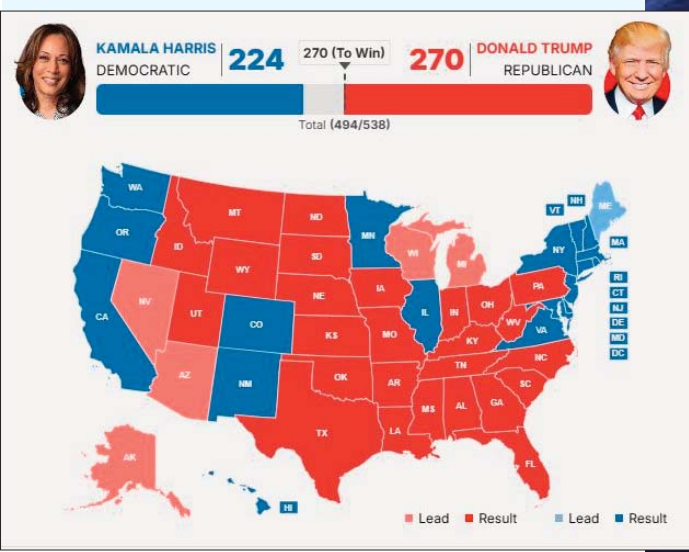 KAMALA HARRIS
DEMOCRATIC
224
270 (To Win)
270
DONALD TRUMP
REPUBLICAN
Total (494/538)
WA
OR
CA
NV
ID
MT
WY
UT
AZ
CO
NM
ND
SD
NE
KS
OK
TX
MN
IA
MO
AR
LA
WI
IL
MI
IN
OH
KY
TN
MS
AL
GA
FL
SC
NC
VA
WV
PA
NY
VT
NH
ME
MA
RI
CT
NJ
DE
MD
DC
AK
HI
Lead
Result
Lead
Result